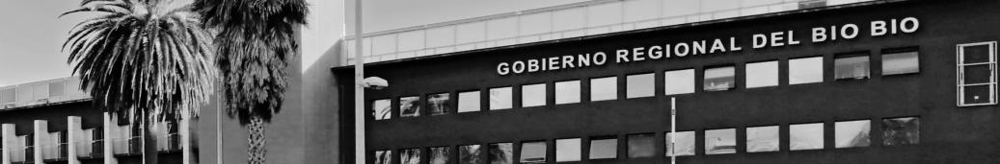 GOBIERNO REGIONAL DEL BIO BIO